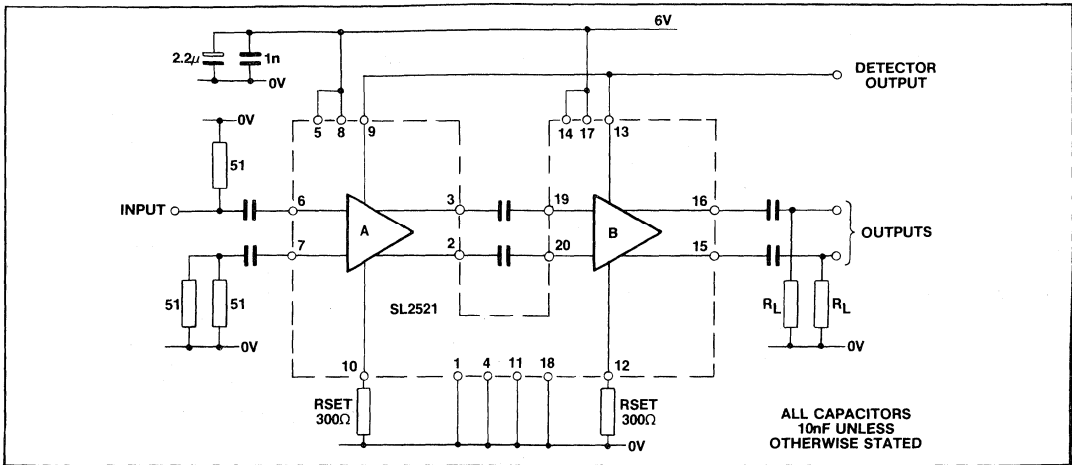 6V
2.2μ
1n
0V
DETECTOR
OUTPUT
0V
5
8
9
14
17
13
51
INPUT
6
3
19
16
A
B
OUTPUTS
7
2
20
15
51
51
SL2521
RL
RL
0V
0V
10
1
4
11
18
12
RSET
300Ω
RSET
300Ω
0V
ALL CAPACITORS
10nF UNLESS
OTHERWISE STATED